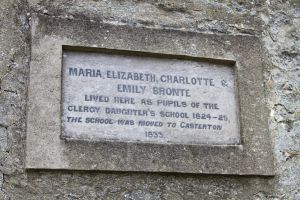 MARIA, ELIZABETH, CHARLOTTE &
EMILY BRONTE
LIVED HERE AS PUPILS OF THE
CLERGY DAUGHTER'S SCHOOL 1824-25,
THE SCHOOL WAS MOVED TO CASTERTON
1833.